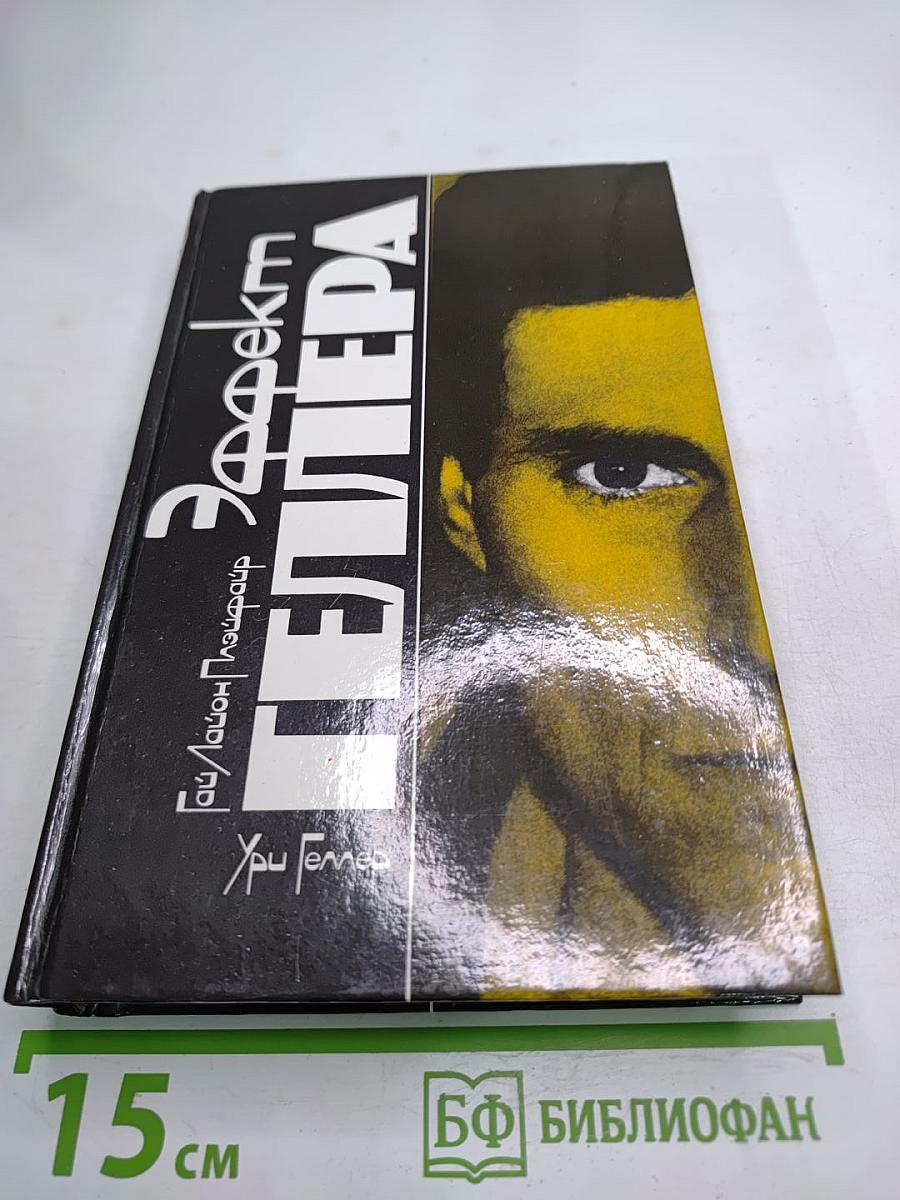 Гай Лайон Плэйфайр
Ури Геллер
Эффект
ГЕЛЛЕРА
15 см
БФ БИБЛИОФАН